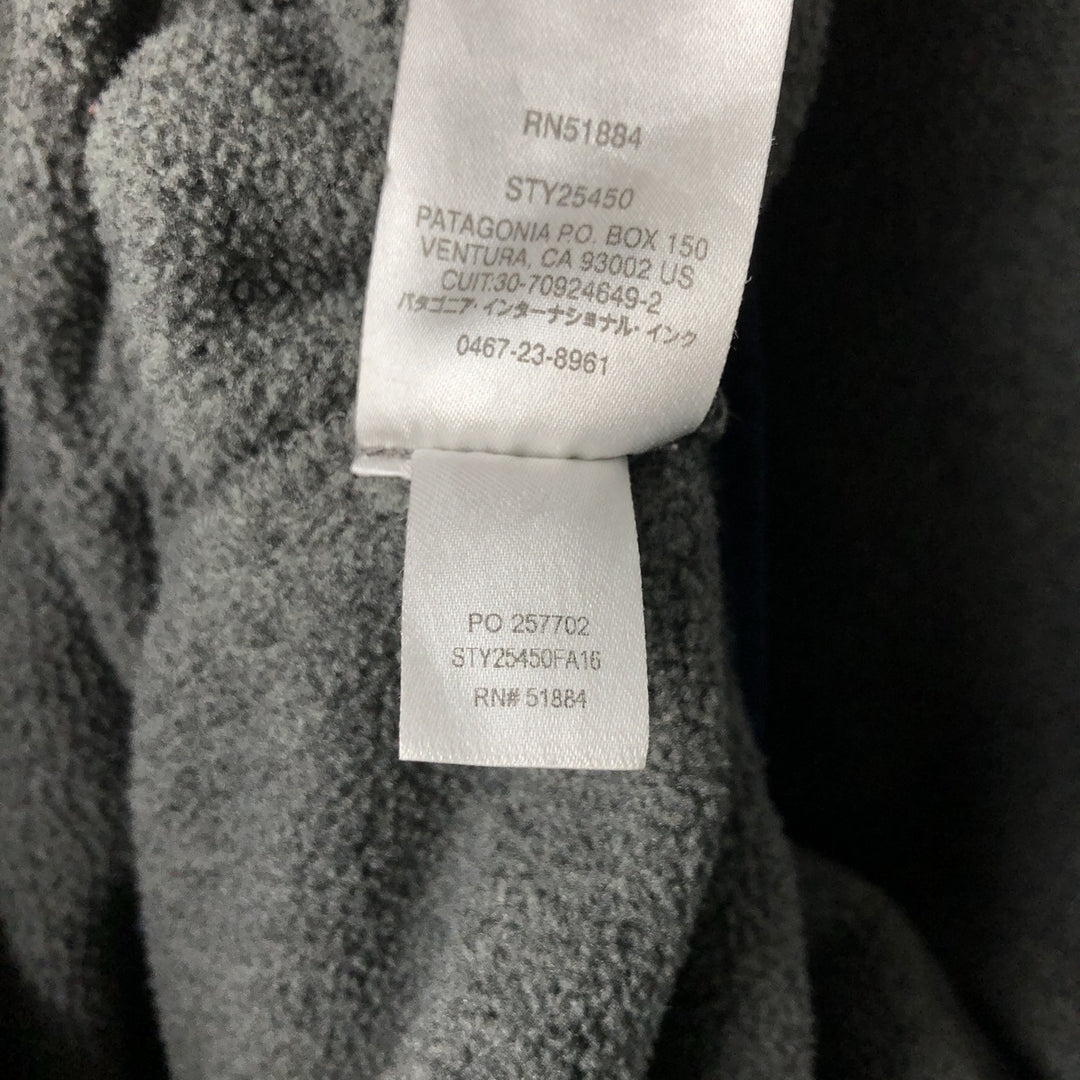 RN51884
STY25450
PATAGONIA P.O. BOX 150
VENTURA, CA 93002 US
CUIT:30-70924649-2
パタゴニア・インターナショナル・インク
0467-23-8961
PO 257702
STY25450FA16
RN# 51884